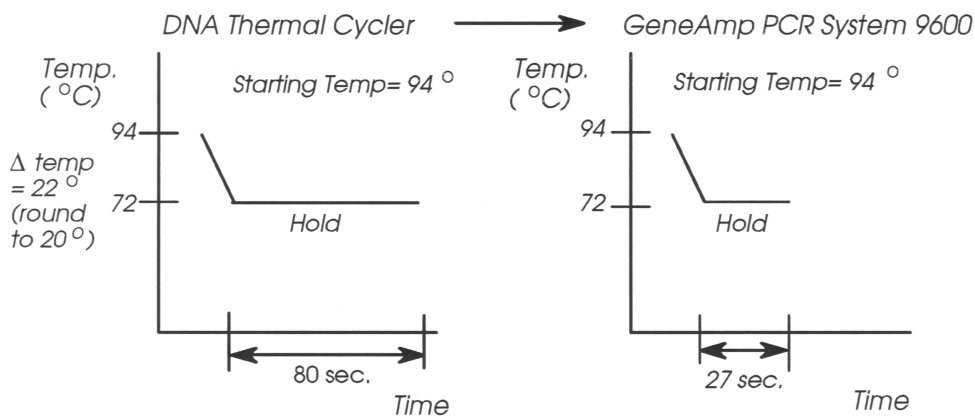 DNA Thermal Cycler
GeneAmp PCR System 9600
Temp.
( °C)
Starting Temp= 94 °
94
Δ temp
= 22 °
(round
to 20°)
72
Hold
80 sec.
Time
Temp.
( °C)
Starting Temp= 94 °
94
72
Hold
27 sec.
Time